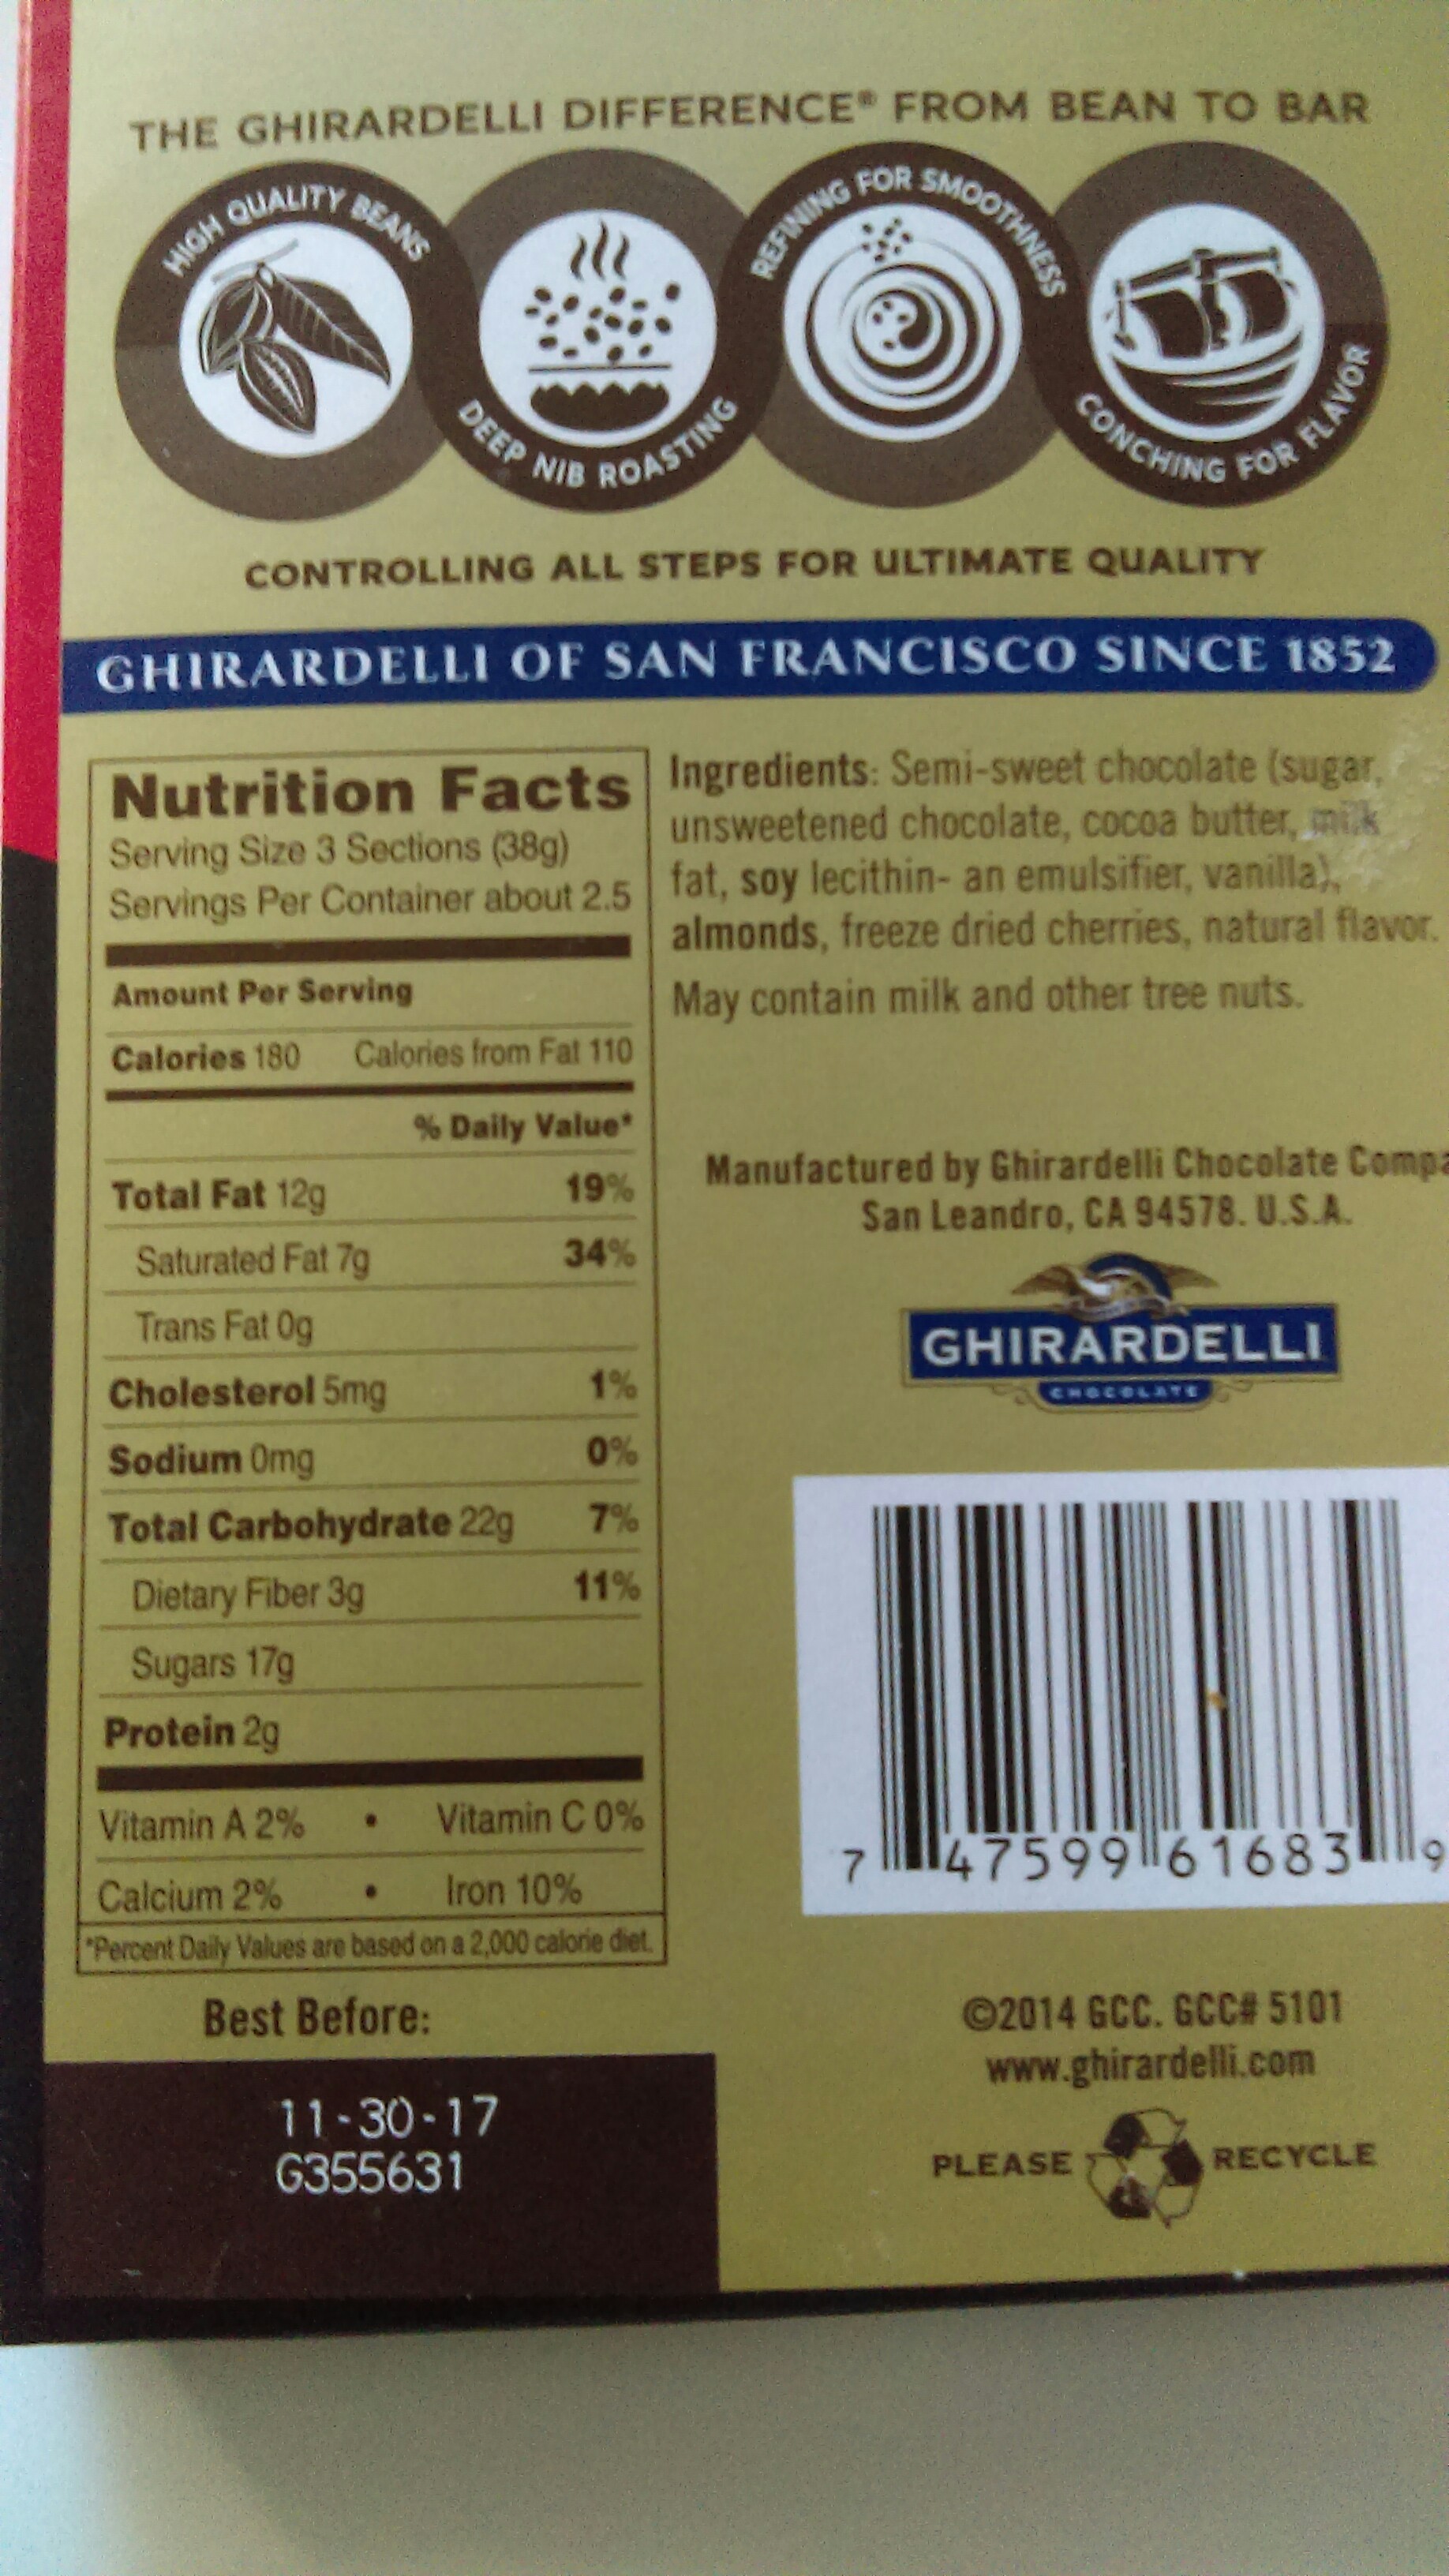 THE GHIRARDELLI DIFFERENCE® FROM BEAN TO BAR
HIGH QUALITY BEANS
DEEP NIB ROASTING
REFINING FOR SMOOTHNESS
CONCHING FOR FLAVOR
CONTROLLING ALL STEPS FOR ULTIMATE QUALITY
GHIRARDELLI OF SAN FRANCISCO SINCE 1852
Nutrition Facts
Serving Size 3 Sections (38g)
Servings Per Container about 2.5
Amount Per Serving
Calories 180 Calories from Fat 110
% Daily Value*
Total Fat 12g 19%
Saturated Fat 7g 34%
Trans Fat 0g
Cholesterol 5mg 1%
Sodium 0mg 0%
Total Carbohydrate 22g 7%
Dietary Fiber 3g 11%
Sugars 17g
Protein 2g
Vitamin A 2% • Vitamin C 0%
Calcium 2% • Iron 10%
*Percent Daily Values are based on a 2,000 calorie diet.
Best Before:
11-30-17
G355631
Ingredients: Semi-sweet chocolate (sugar,
unsweetened chocolate, cocoa butter, milk
fat, soy lecithin- an emulsifier, vanilla),
almonds, freeze dried cherries, natural flavor.
May contain milk and other tree nuts.
Manufactured by Ghirardelli Chocolate Compa
San Leandro, CA 94578. U.S.A.
GHIRARDELLI
CHOCOLATE
7 47599 61683 9
©2014 GCC. GCC# 5101
www.ghirardelli.com
PLEASE RECYCLE